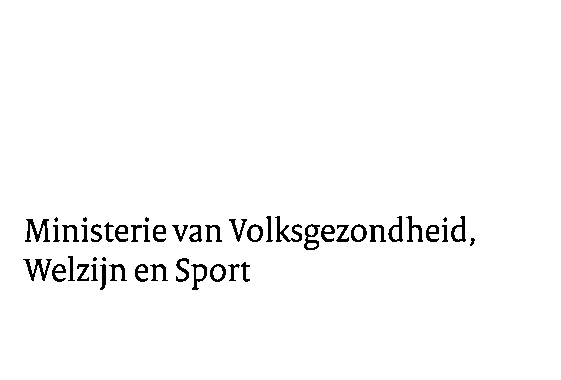 Ministerie van Volksgezondheid,
Welzijn en Sport